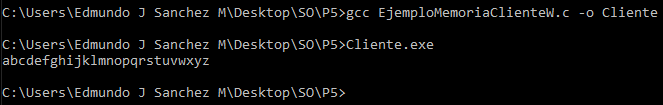 C:\Users\Edmundo J Sanchez M\Desktop\SO\P5>gcc EjemploMemoriaClienteW.c -o Cliente
C:\Users\Edmundo J Sanchez M\Desktop\SO\P5>Cliente.exe
abcdefghijklmnopqrstuvwxyz
C:\Users\Edmundo J Sanchez M\Desktop\SO\P5>